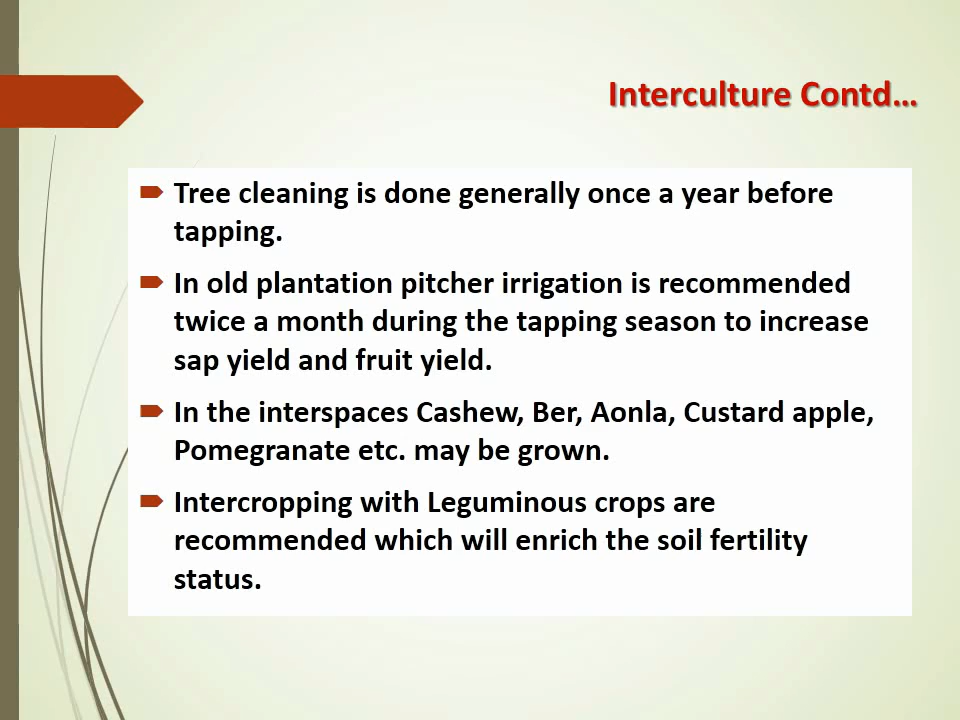 Interculture Contd...
Tree cleaning is done generally once a year before
tapping.
In old plantation pitcher irrigation is recommended
twice a month during the tapping season to increase
sap yield and fruit yield.
In the interspaces Cashew, Ber, Aonla, Custard apple,
Pomegranate etc. may be grown.
Intercropping with Leguminous crops are
recommended which will enrich the soil fertility
status.